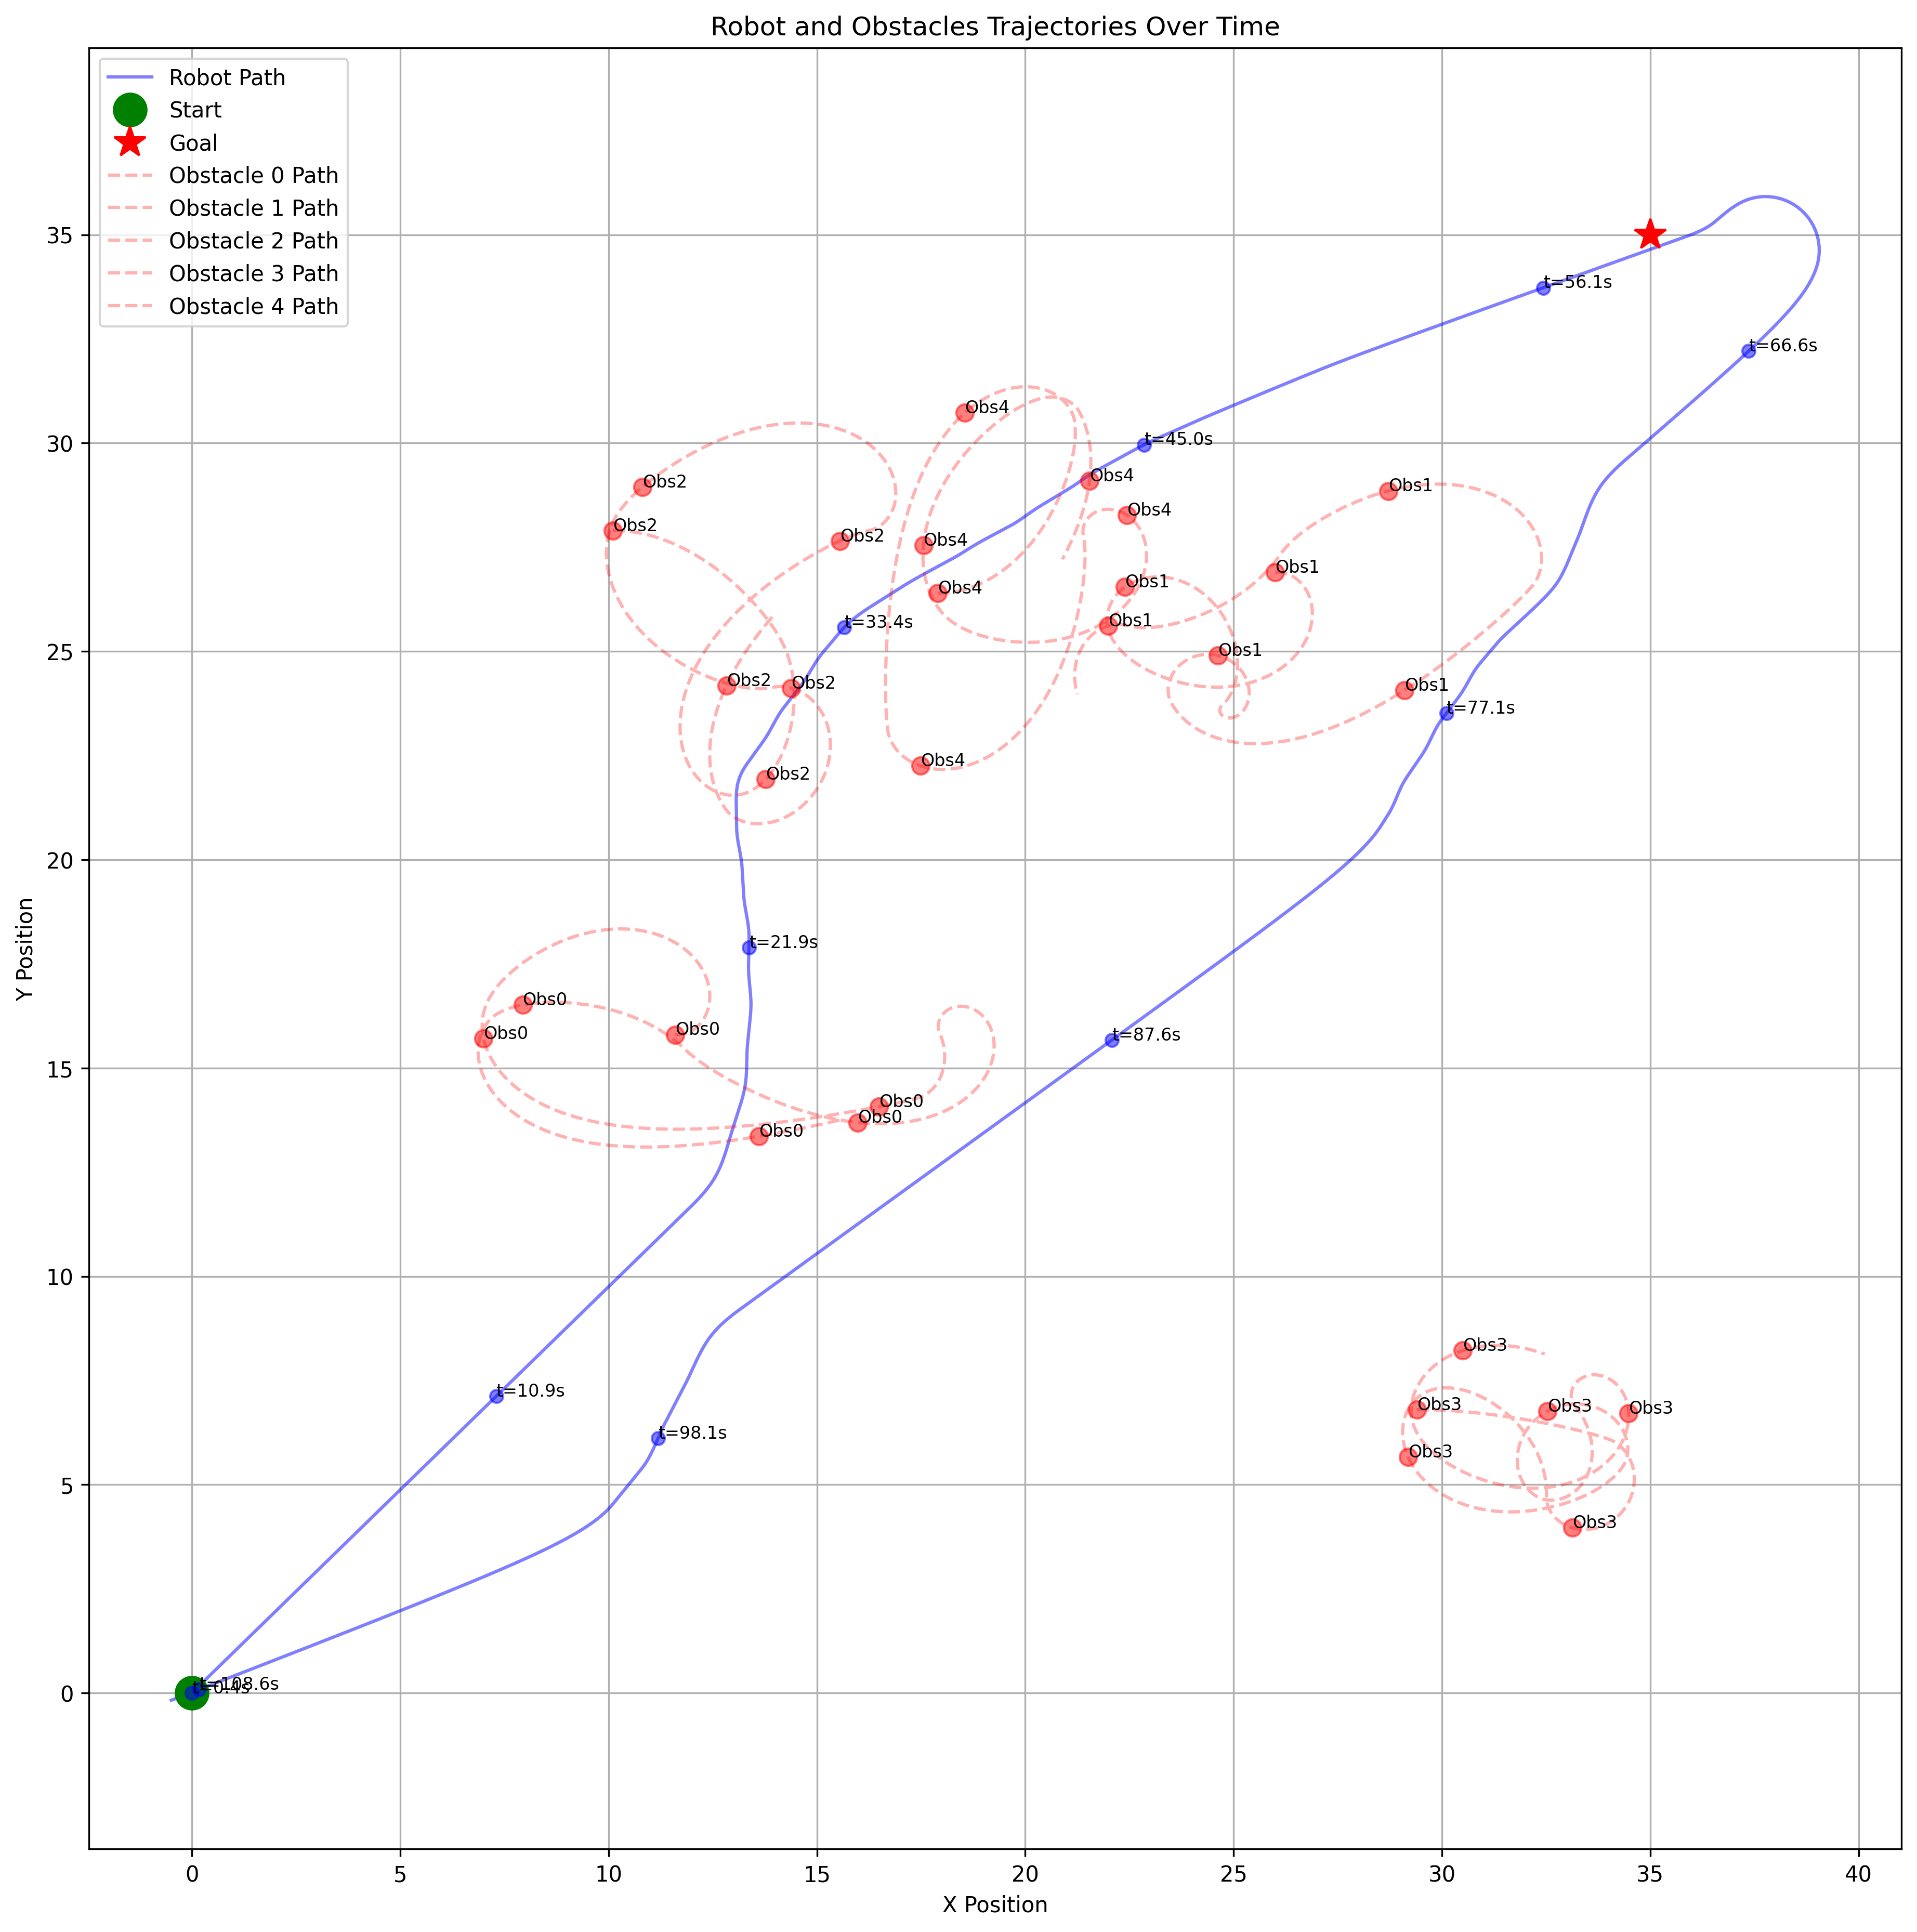 Robot and Obstacles Trajectories Over Time
Robot Path
Start
Goal
Obstacle 0 Path
Obstacle 1 Path
Obstacle 2 Path
Obstacle 3 Path
Obstacle 4 Path
Y Position
35
30
25
20
15
10
5
0
t=56.1s
t=66.6s
Obs4
t=45.0s
Obs2
Obs4
Obs1
Obs4
Obs2
Obs2
Obs4
Obs1
Obs4
Obs1
t=33.4s
Obs1
Obs1
Obs2
Obs2
Obs1
t=77.1s
Obs4
Obs2
t=21.9s
Obs0
Obs0
Obs0
t=87.6s
Obs0
Obs0
Obs0
Obs3
t=10.9s
Obs3
Obs3
Obs3
t=98.1s
Obs3
Obs3
t=108.6s
t=0.4s
0
5
10
15
20
25
30
35
40
X Position